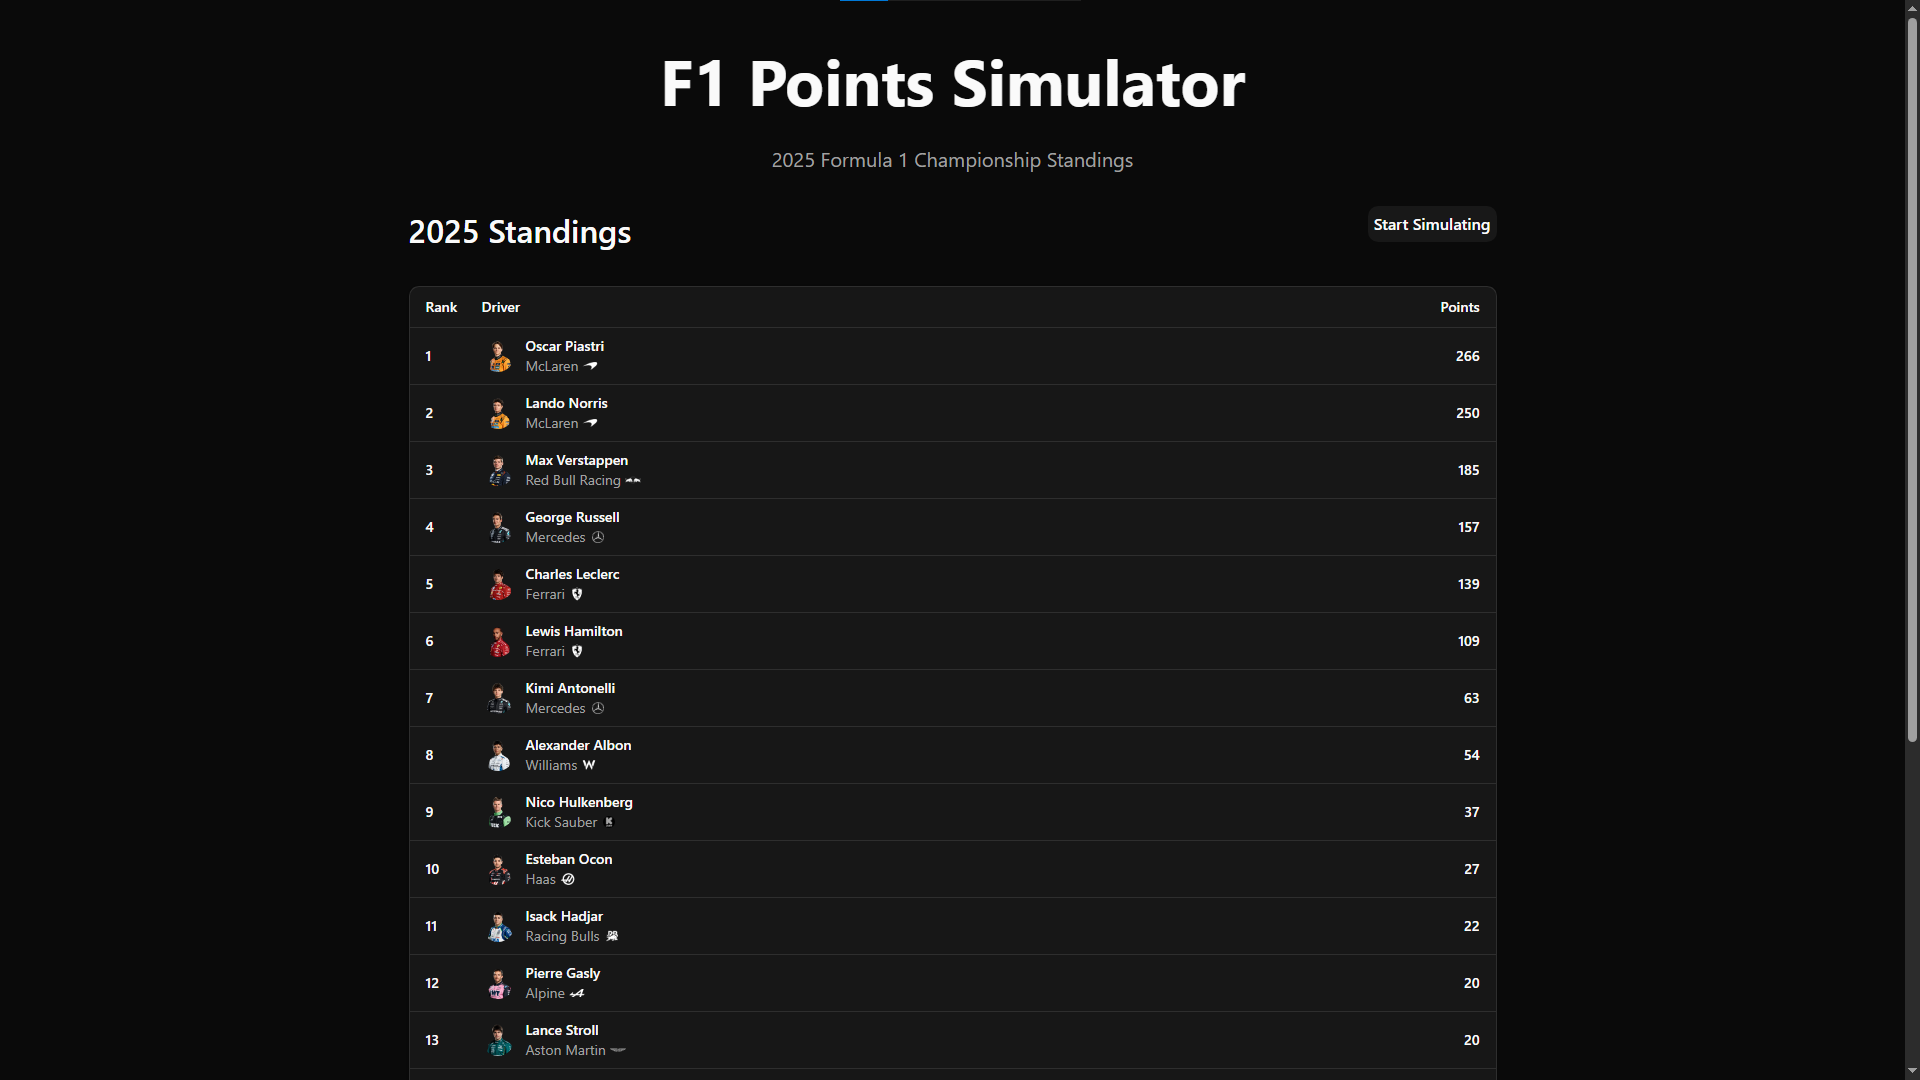 F1 Points Simulator
2025 Formula 1 Championship Standings
2025 Standings
Start Simulating
Rank Driver Points
1 Oscar Piastri 266
McLaren
2 Lando Norris 250
McLaren
3 Max Verstappen 185
Red Bull Racing
4 George Russell 157
Mercedes
5 Charles Leclerc 139
Ferrari
6 Lewis Hamilton 109
Ferrari
7 Kimi Antonelli 63
Mercedes
8 Alexander Albon 54
Williams W
9 Nico Hulkenberg 37
Kick Sauber K
10 Esteban Ocon 27
Haas
11 Isack Hadjar 22
Racing Bulls
12 Pierre Gasly 20
Alpine
13 Lance Stroll 20
Aston Martin